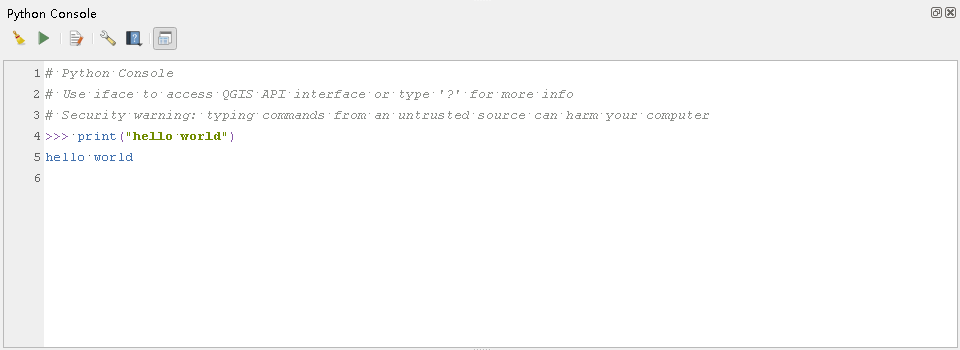 Python Console
1 # Python Console
2 # Use iface to access QGIS API interface or type '?' for more info
3 # Security warning: typing commands from an untrusted source can harm your computer
4 >>> print("hello world")
5 hello world
6